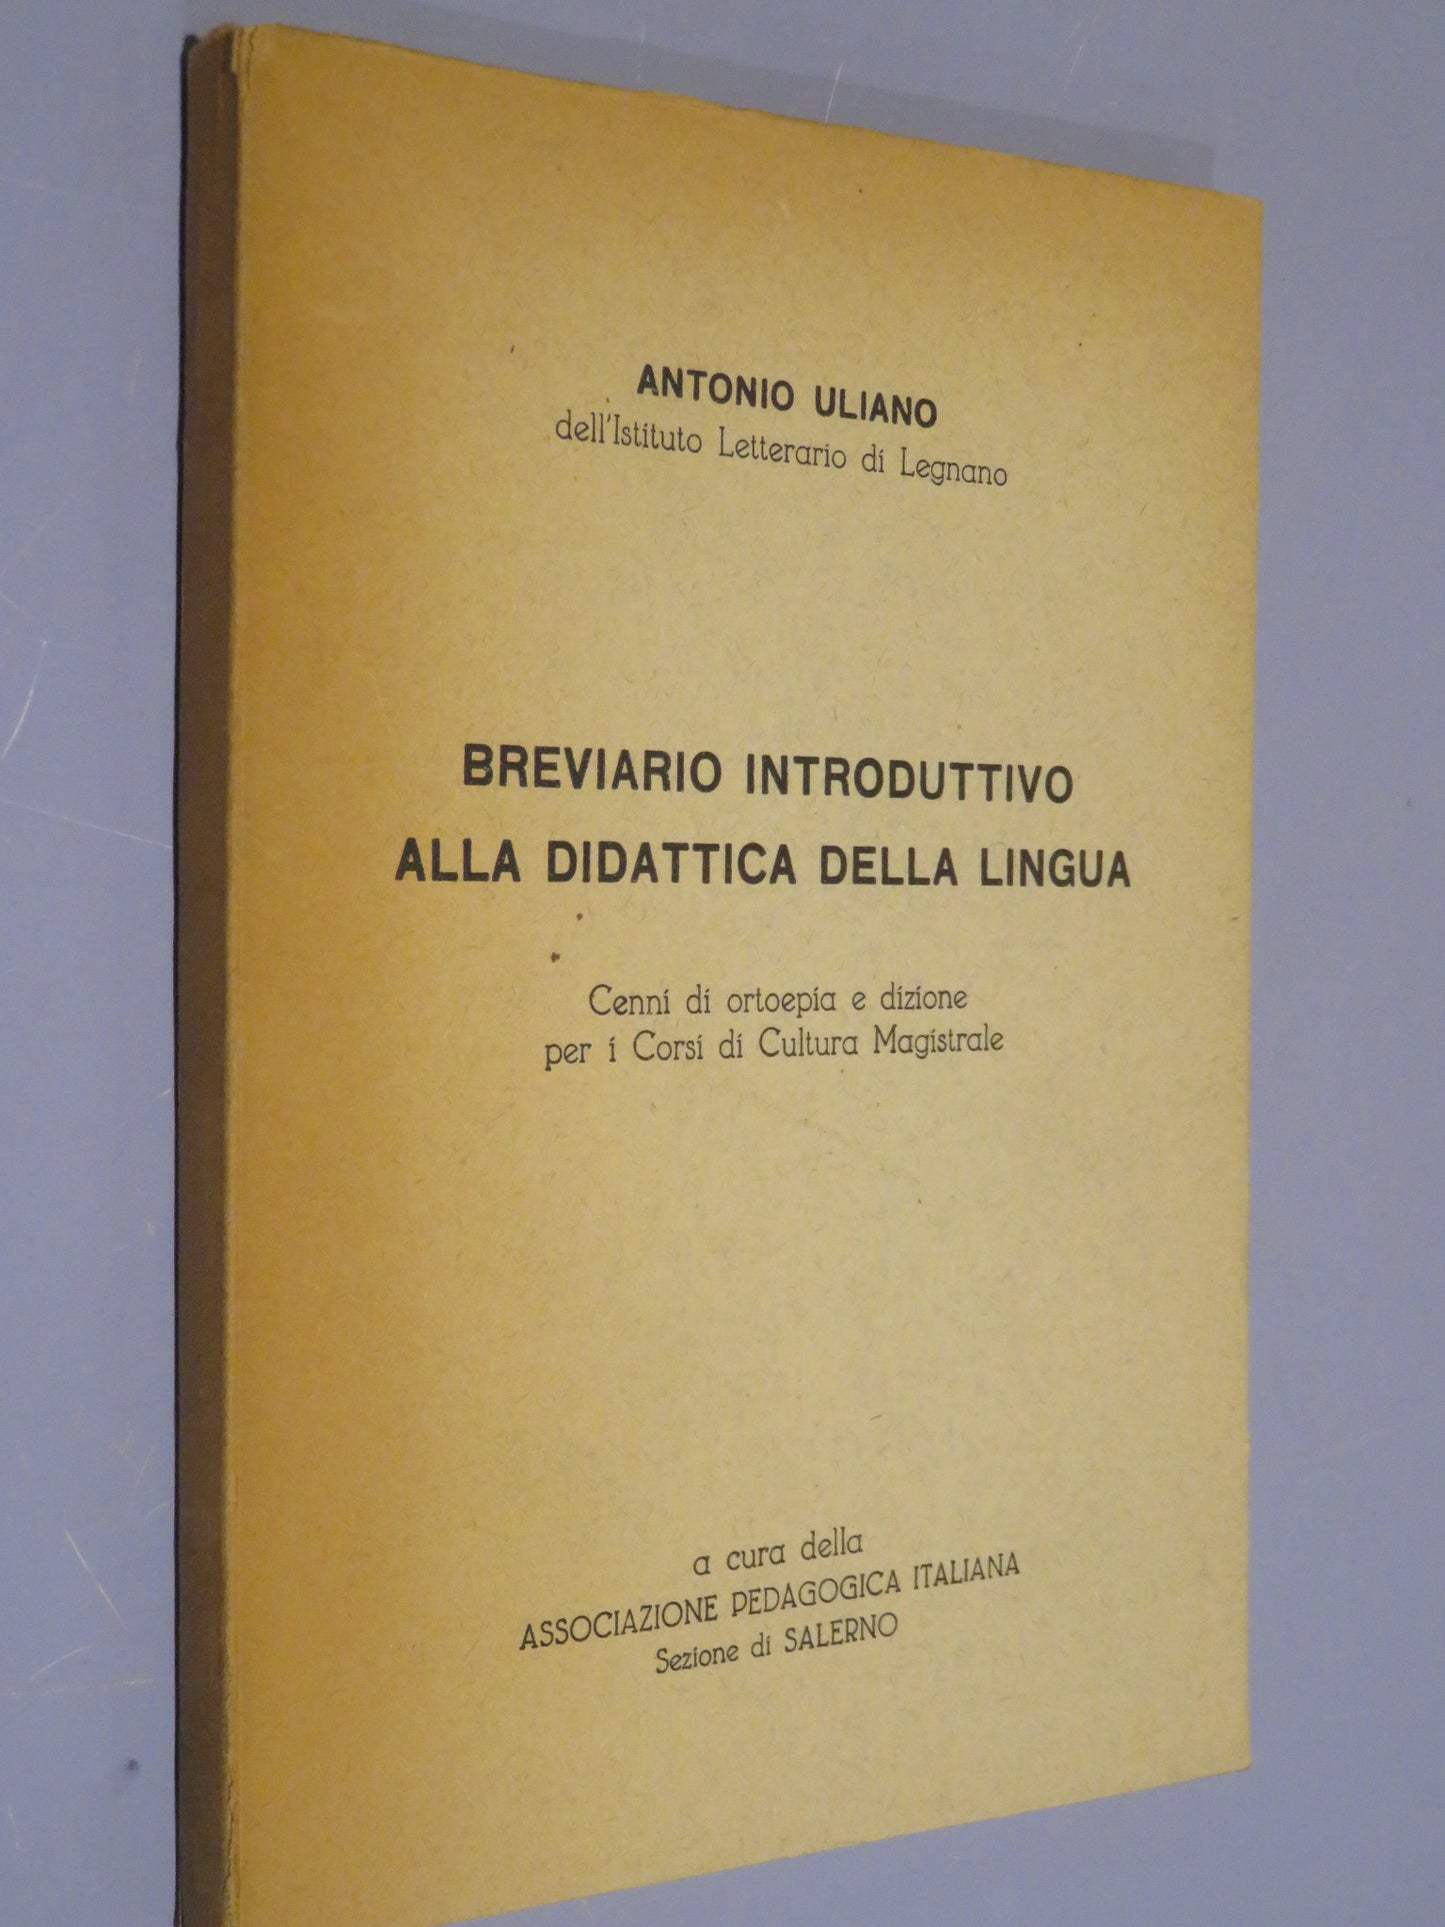 ANTONIO ULIANO
dell'Istituto Letterario di Legnano
BREVIARIO INTRODUTTIVO
ALLA DIDATTICA DELLA LINGUA
Cenni di ortoepia e dizione
per i Corsi di Cultura Magistrale
a cura della
ASSOCIAZIONE PEDAGOGICA ITALIANA
Sezione di SALERNO